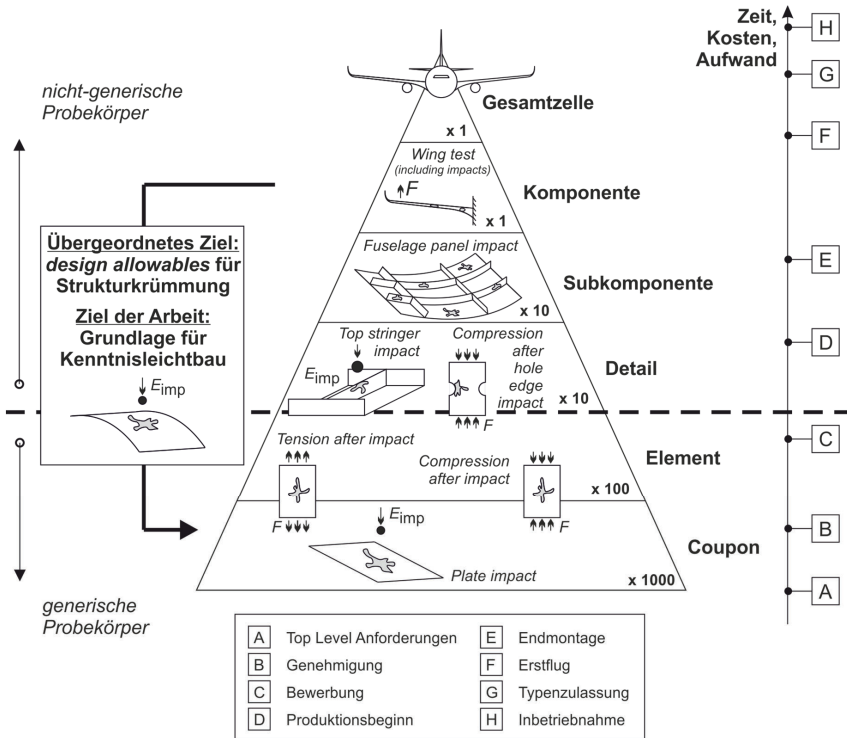 Zeit,
Kosten,
Aufwand
H
G
F
E
D
C
B
A
nicht-generische
Probekörper
Gesamtzelle
x 1
Wing test
(including impacts)
F
Komponente
x 1
Fuselage panel impact
Subkomponente
x 10
Übergeordnetes Ziel:
design allowables für
Strukturkrümmung
Ziel der Arbeit:
Grundlage für
Kenntnisleichtbau
Eimp
Top stringer
impact
Eimp
Compression
after
hole
edge
impact
F
Detail
x 10
Tension after impact
F
Compression
after impact
F
Element
x 100
Eimp
Plate impact
Coupon
x 1000
generische
Probekörper
A Top Level Anforderungen
B Genehmigung
C Bewerbung
D Produktionsbeginn
E Endmontage
F Erstflug
G Typenzulassung
H Inbetriebnahme